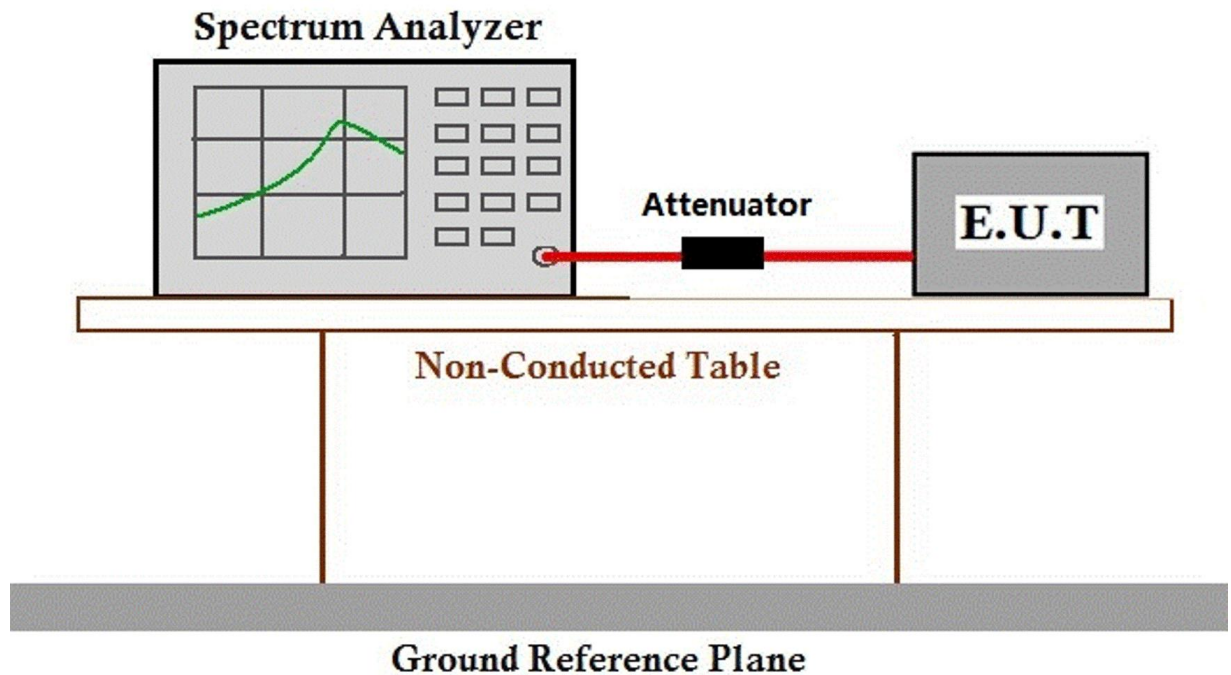 Spectrum Analyzer
Attenuator
E.U.T
Non-Conducted Table
Ground Reference Plane